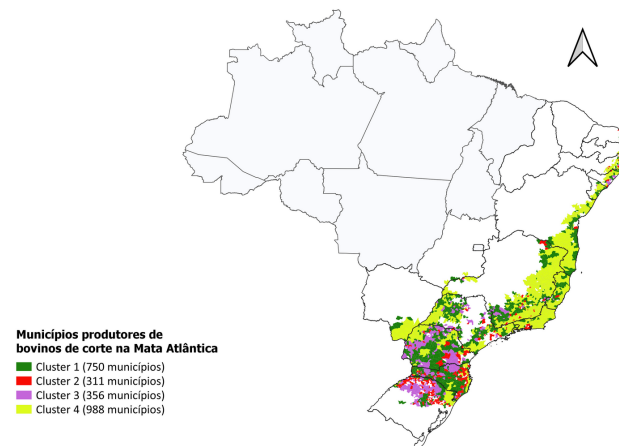 Municípios produtores de
bovinos de corte na Mata Atlântica
Cluster 1 (750 municípios)
Cluster 2 (311 municípios)
Cluster 3 (356 municípios)
Cluster 4 (988 municípios)